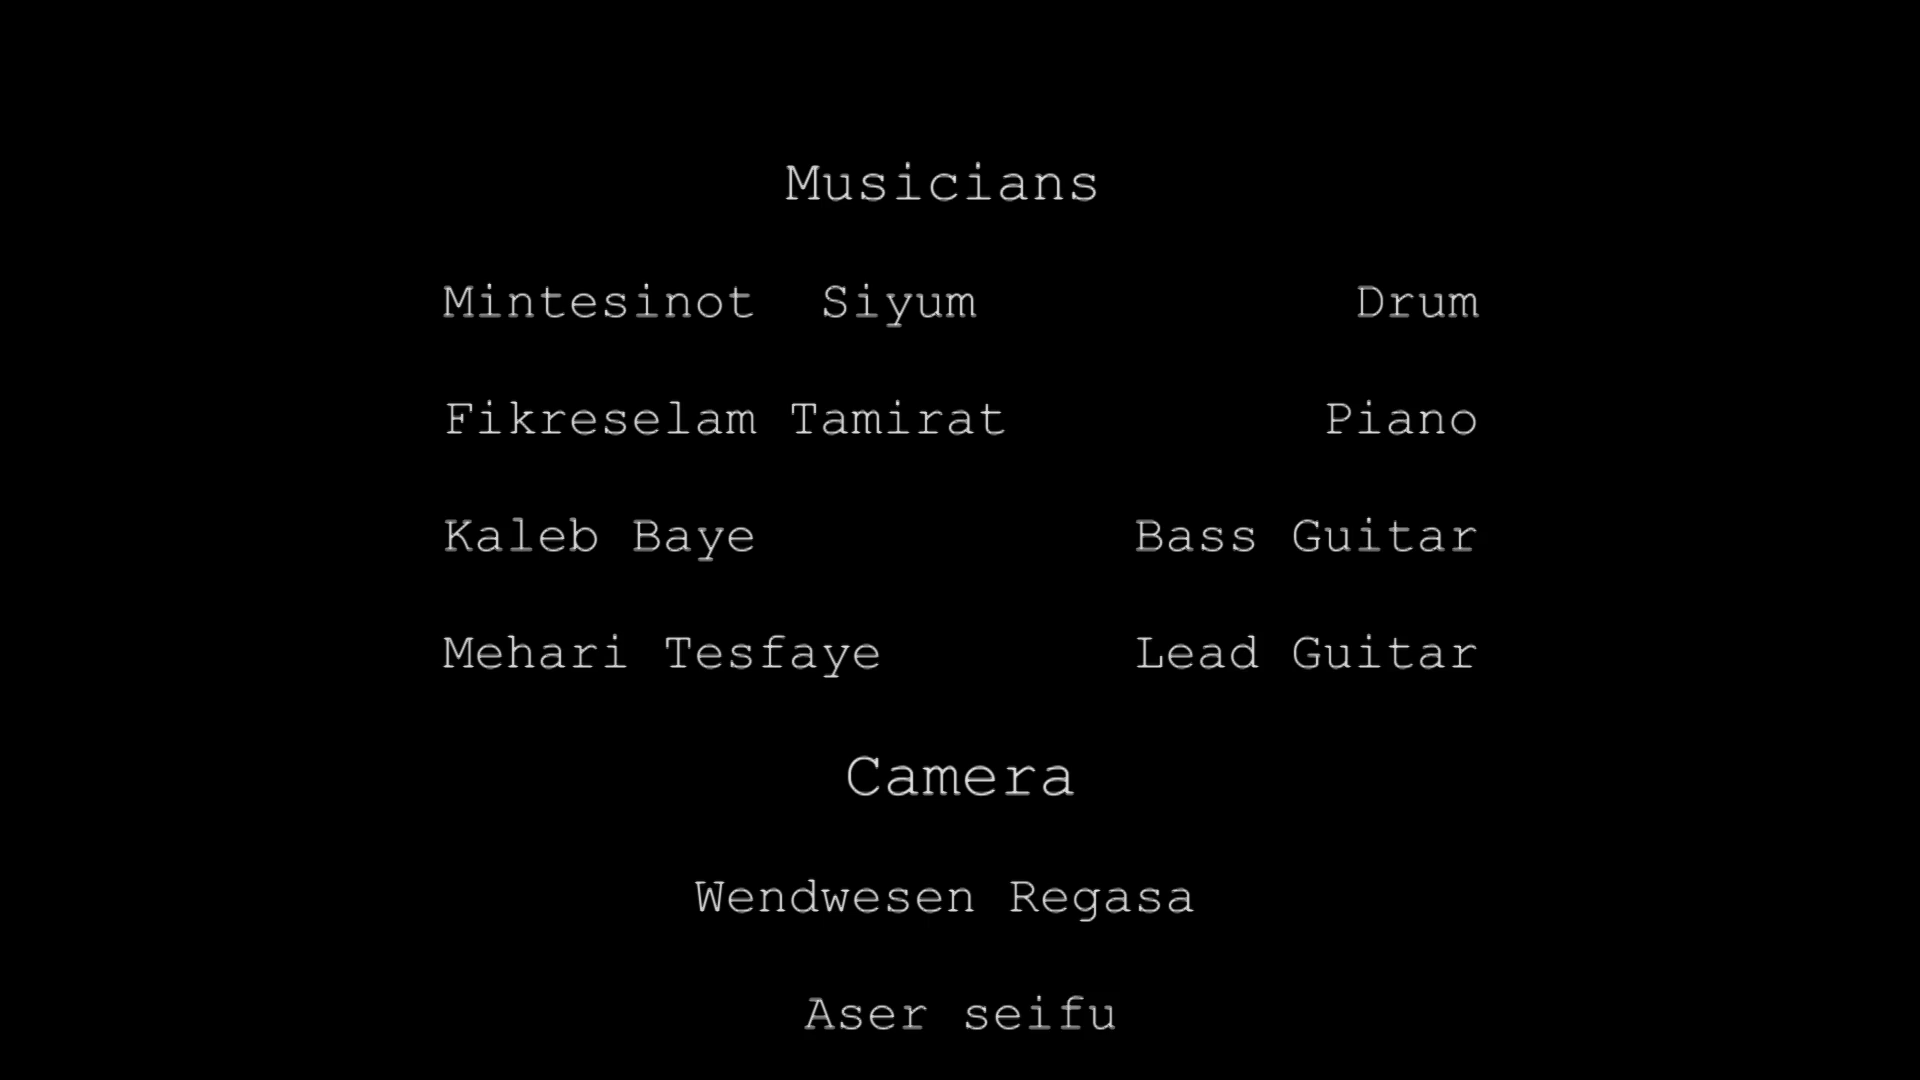 Musicians
Mintesinot Siyum Drum
Fikreselam Tamirat Piano
Kaleb Baye Bass Guitar
Mehari Tesfaye Lead Guitar
Camera
Wendwesen Regasa
Aser seifu